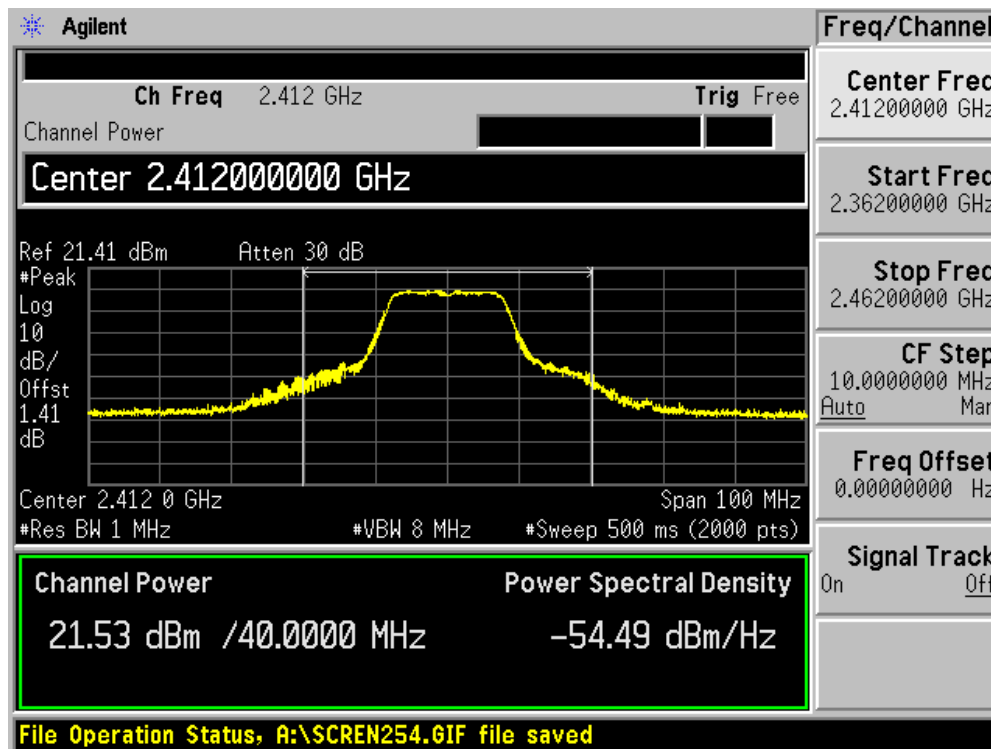 Agilent
Freq/Channel
Ch Freq 2.412 GHz
Trig Free
Channel Power
Center 2.412000000 GHz
Ref 21.41 dBm
Atten 30 dB
#Peak
Log
10
dB/
Offst
1.41
dB
Center 2.412 0 GHz
Span 100 MHz
#Res BW 1 MHz
#VBW 8 MHz
#Sweep 500 ms (2000 pts)
Channel Power
Power Spectral Density
21.53 dBm /40.0000 MHz
-54.49 dBm/Hz
File Operation Status, A:\SCREN254.GIF file saved
Center Freq
2.41200000 GHz
Start Freq
2.36200000 GHz
Stop Freq
2.46200000 GHz
CF Step
10.0000000 MHz
Auto
Man
Freq Offset
0.00000000 Hz
Signal Track
On
Off